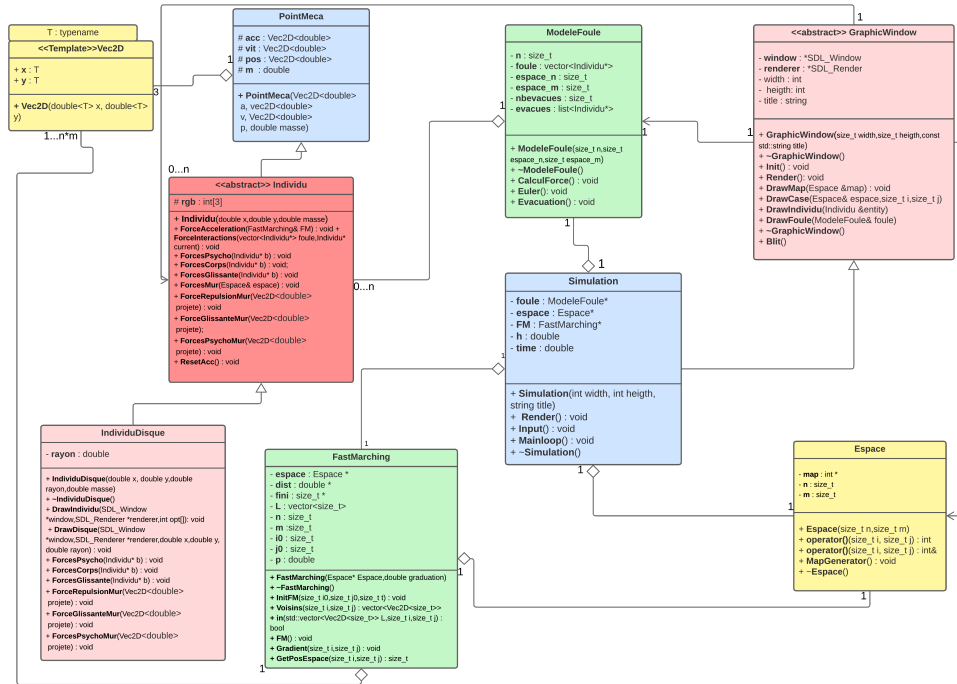 T : typename
<<Template>>Vec2D
+ x : T
+ y : T
+ Vec2D(double<T> x, double<T>
y)
1...n*m
3
PointMeca
# acc : Vec2D<double>
# vit : Vec2D<double>
# pos : Vec2D<double>
# m : double
+ PointMeca(Vec2D<double>
a, vec2D<double>
v, Vec2D<double>
p, double masse)
1
0...n
<<abstract>> Individu
# rgb : int[3]
+ Individu(double x,double y,double masse)
+ ForceAcceleration(FastMarching& FM) : void +
ForceInteractions(vector<Individu*> foule,Individu*
current) : void
+ ForcesPsycho(Individu* b) : void
+ ForcesCorps(Individu* b) : void;
+ ForcesGlissante(Individu* b) : void
+ ForcesMur(Espace& espace) : void
+ ForceRepulsionMur(Vec2D<double>
projete) : void
+ ForceGlissanteMur(Vec2D<double>
projete);
+ ForcesPsychoMur(Vec2D<double>
projete) : void
+ ResetAcc() : void
0...n
IndividuDisque
- rayon : double
+ IndividuDisque(double x, double y,double
rayon,double masse)
+ ~IndividuDisque()
+ DrawIndividu(SDL_Window
*window,SDL_Renderer *renderer,int opt[]): void
+ DrawDisque(SDL_Window
*window,SDL_Renderer *renderer,double x,double y,
double rayon) : void
+ ForcesPsycho(Individu* b) : void
+ ForcesCorps(Individu* b) : void
+ ForcesGlissante(Individu* b) : void
+ ForceRepulsionMur(Vec2D<double>
projete) : void
+ ForceGlissanteMur(Vec2D<double>
projete) : void
+ ForcesPsychoMur(Vec2D<double>
projete) : void
1
FastMarching
- espace : Espace *
- dist : double *
- fini : size_t *
- L : vector<size_t>
- n : size_t
- m :size_t
- i0 : size_t
- j0 : size_t
- p : double
+ FastMarching(Espace* Espace,double graduation)
+ ~FastMarching()
+ InitFM(size_t i0,size_t j0,size_t t) : void
+ Voisins(size_t i,size_t j) : vector<Vec2D<size_t>>
+ in(std::vector<Vec2D<size_t>> L,size_t i,size_t j) :
bool
+ FM() : void
+ Gradient(size_t i,size_t j) : void
+ GetPosEspace(size_t i,size_t j) : size_t
1
1
ModeleFoule
- n : size_t
- foule : vector<Individu*>
- espace_n : size_t
- espace_m : size_t
- nbevacues : size_t
- evacues : list<Individu*>
+ ModeleFoule(size_t n,size_t
espace_n,size_t espace_m)
+ ~ModeleFoule()
+ CalculForce() : void
+ Euler(): void
+ Evacuation() : void
1
1
1
1
Simulation
- foule : ModeleFoule*
- espace : Espace*
- FM : FastMarching*
- h : double
- time : double
+ Simulation(int width, int heigth,
string title)
+ Render() : void
+ Input() : void
+ Mainloop() : void
+ ~Simulation()
1
1
1
<<abstract>> GraphicWindow
- window : *SDL_Window
- renderer : *SDL_Render
- width : int
- heigth: int
- title : string
+ GraphicWindow(size_t width,size_t heigth,const
std::string title)
+ ~GraphicWindow()
+ Init() : void
+ Render(): void
+ DrawMap(Espace &map) : void
+ DrawCase(Espace& espace,size_t i,size_t j)
+ DrawIndividu(Individu &entity)
+ DrawFoule(ModeleFoule& foule)
+ ~GraphicWindow()
+ Blit()
1
1
Espace
- map : int *
- n : size_t
- m : size_t
+ Espace(size_t n,size_t m)
+ operator()(size_t i, size_t j) : int
+ operator()(size_t i, size_t j) : int&
+ MapGenerator() : void
+ ~Espace()
1
1